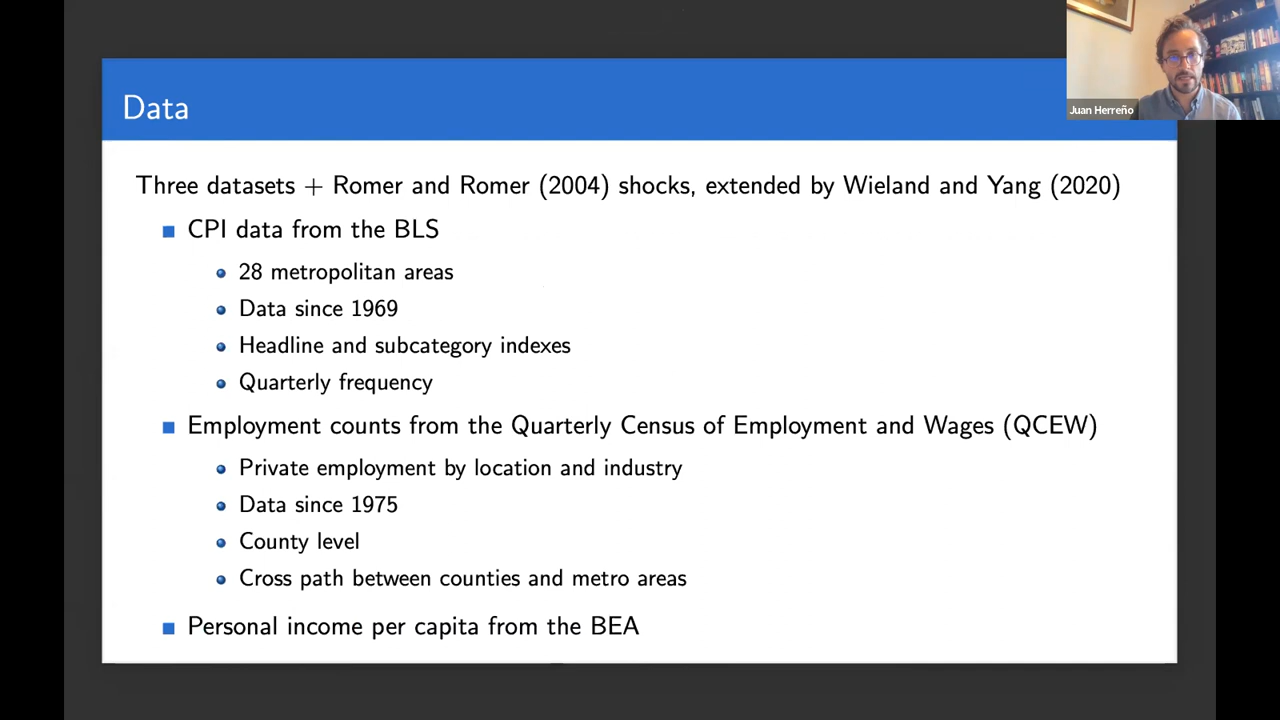 Data
Juan Herreño
Three datasets + Romer and Romer (2004) shocks, extended by Wieland and Yang (2020)
CPI data from the BLS
28 metropolitan areas
Data since 1969
Headline and subcategory indexes
Quarterly frequency
Employment counts from the Quarterly Census of Employment and Wages (QCEW)
Private employment by location and industry
Data since 1975
County level
Cross path between counties and metro areas
Personal income per capita from the BEA